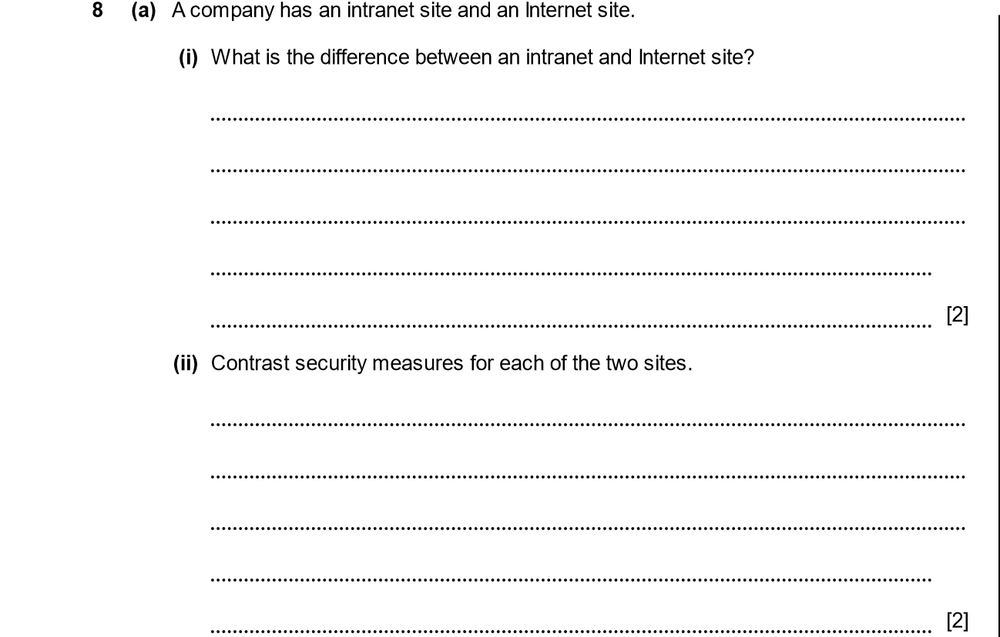 8 (a) A company has an intranet site and an Internet site.
(i) What is the difference between an intranet and Internet site?
[2]
(ii) Contrast security measures for each of the two sites.
[2]